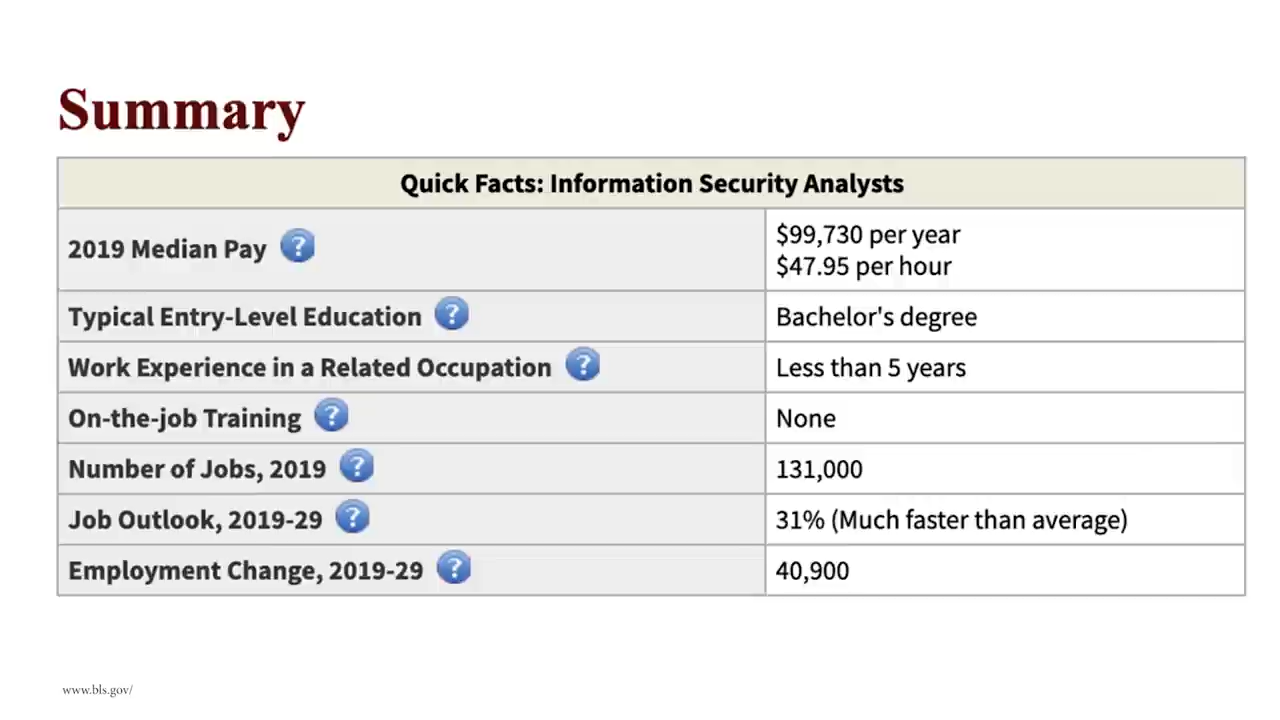 Summary
Quick Facts: Information Security Analysts
2019 Median Pay ?
$99,730 per year
$47.95 per hour
Typical Entry-Level Education ?
Bachelor's degree
Work Experience in a Related Occupation ?
Less than 5 years
On-the-job Training ?
None
Number of Jobs, 2019 ?
131,000
Job Outlook, 2019-29 ?
31% (Much faster than average)
Employment Change, 2019-29 ?
40,900
www.bls.gov/